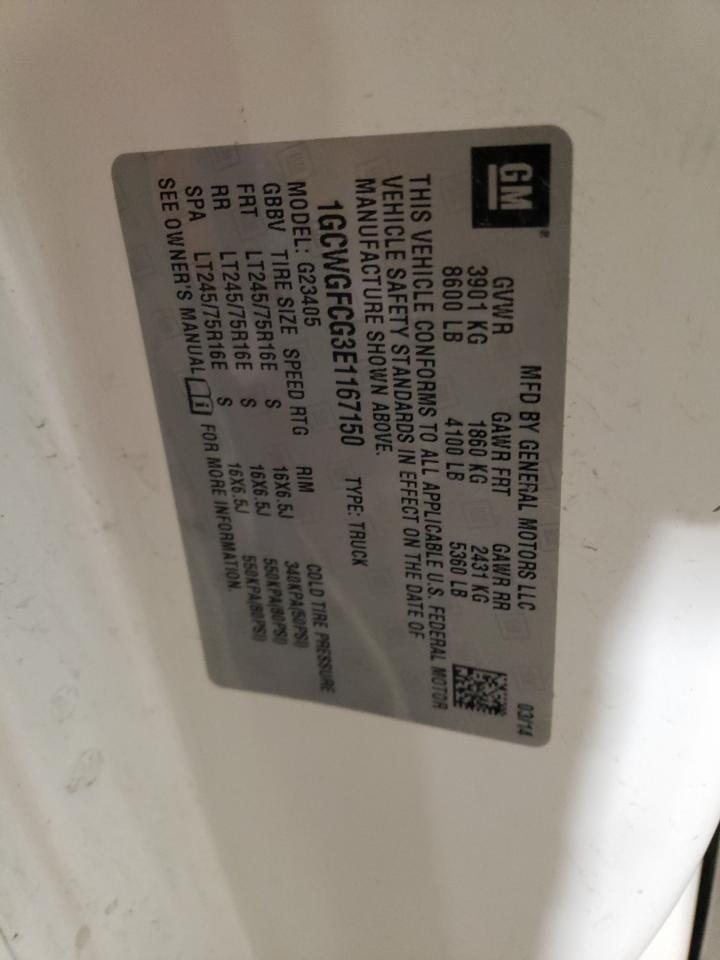 GM®
MFD BY GENERAL MOTORS LLC 03/14
GVWR GAWR FRT GAWR RR
3901 KG 1860 KG 2431 KG
8600 LB 4100 LB 5360 LB
THIS VEHICLE CONFORMS TO ALL APPLICABLE U.S. FEDERAL MOTOR
VEHICLE SAFETY STANDARDS IN EFFECT ON THE DATE OF
MANUFACTURE SHOWN ABOVE.
1GCWGFCG3E1167150 TYPE: TRUCK
MODEL: G23405
GBBV TIRE SIZE SPEED RTG RIM COLD TIRE PRESSURE
FRT LT245/75R16E S 16X6.5J 340KPA(50PSI)
RR LT245/75R16E S 16X6.5J 550KPA(80PSI)
SPA LT245/75R16E S 16X6.5J 550KPA(80PSI)
SEE OWNER'S MANUAL FOR MORE INFORMATION.